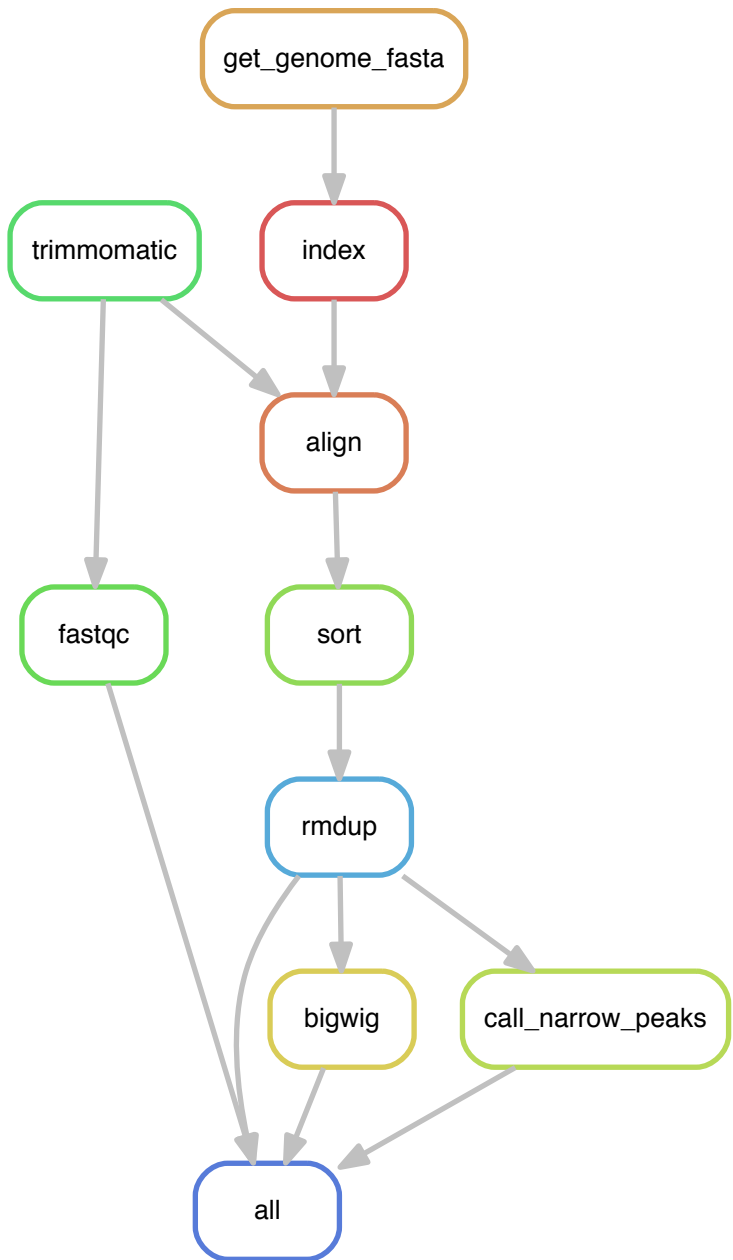 get_genome_fasta
trimmomatic
index
align
fastqc
sort
rmdup
bigwig
call_narrow_peaks
all